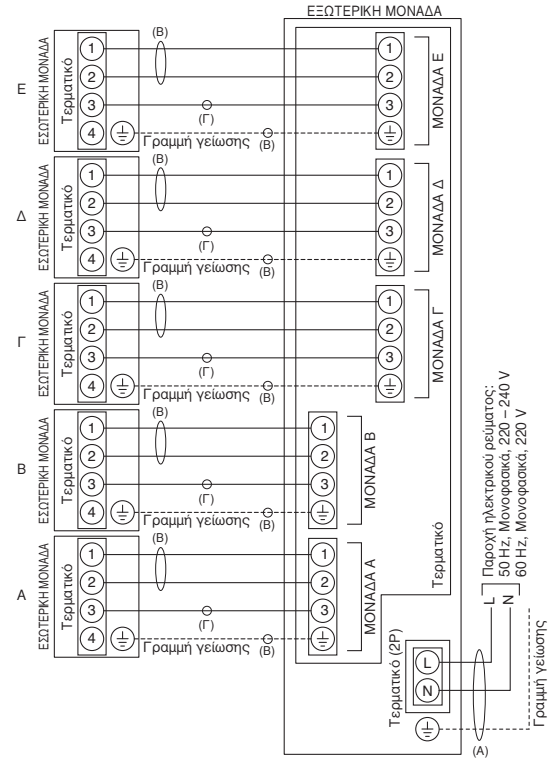 ΕΞΩΤΕΡΙΚΗ ΜΟΝΑΔΑ
Ε
ΕΣΩΤΕΡΙΚΗ ΜΟΝΑΔΑ
Τερματικό
1
2
3
4
(Β)
(Γ)
Γραμμή γείωσης
(Β)
1
2
3
ΜΟΝΑΔΑ Ε
Δ
ΕΣΩΤΕΡΙΚΗ ΜΟΝΑΔΑ
Τερματικό
1
2
3
4
(Β)
(Γ)
Γραμμή γείωσης
(Β)
1
2
3
ΜΟΝΑΔΑ Δ
Γ
ΕΣΩΤΕΡΙΚΗ ΜΟΝΑΔΑ
Τερματικό
1
2
3
4
(Β)
(Γ)
Γραμμή γείωσης
(Β)
1
2
3
ΜΟΝΑΔΑ Γ
Β
ΕΣΩΤΕΡΙΚΗ ΜΟΝΑΔΑ
Τερματικό
1
2
3
4
(Β)
(Γ)
Γραμμή γείωσης
(Β)
1
2
3
ΜΟΝΑΔΑ Β
Α
ΕΣΩΤΕΡΙΚΗ ΜΟΝΑΔΑ
Τερματικό
1
2
3
4
(Β)
(Γ)
Γραμμή γείωσης
(Β)
1
2
3
ΜΟΝΑΔΑ Α
Τερματικό
Τερματικό (2P)
L
N
Παροχή ηλεκτρικού ρεύματος:
50 Hz, Μονοφασικά, 220 – 240 V
60 Hz, Μονοφασικά, 220 V
L
N
Γραμμή γείωσης
(Α)